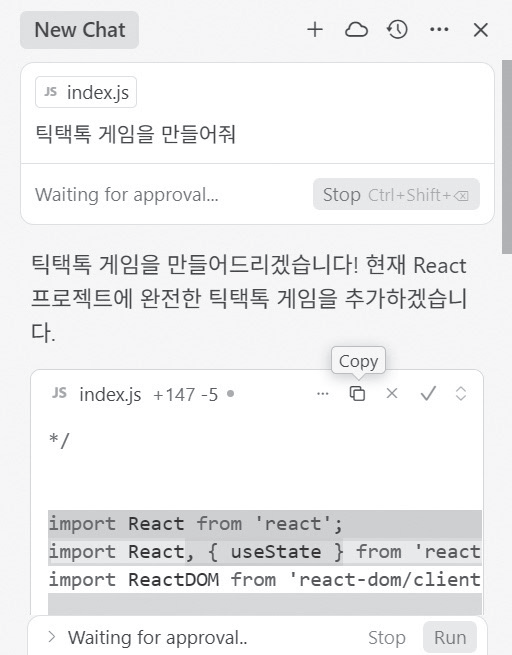 New Chat
JS index.js
틱택톡 게임을 만들어줘
Waiting for approval... Stop Ctrl+Shift+⌫
틱택톡 게임을 만들어드리겠습니다! 현재 React
프로젝트에 완전한 틱택톡 게임을 추가하겠습니
다.
Copy
JS index.js +147 -5
*/
import React from 'react';
import React, { useState } from 'react
import ReactDOM from 'react-dom/client
Waiting for approval.. Stop Run